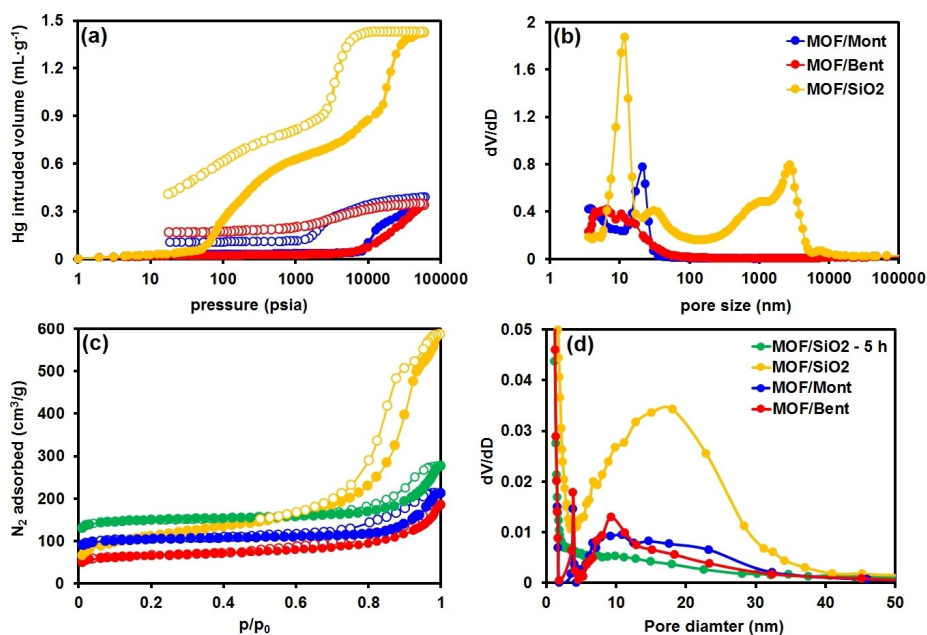 (a)
Hg intruded volume (mL·g⁻¹)
1.5
1.2
0.9
0.6
0.3
0
1 10 100 1000 10000 100000
pressure (psia)
(b)
MOF/Mont
MOF/Bent
MOF/SiO2
dV/dD
2
1.6
1.2
0.8
0.4
0
1 10 100 1000 10000 100000
pore size (nm)
(c)
N₂ adsorbed (cm³/g)
600
500
400
300
200
100
0
0 0.2 0.4 0.6 0.8 1
p/p₀
(d)
MOF/SiO2 - 5 h
MOF/SiO2
MOF/Mont
MOF/Bent
dV/dD
0.05
0.04
0.03
0.02
0.01
0
0 10 20 30 40 50
Pore diamter (nm)